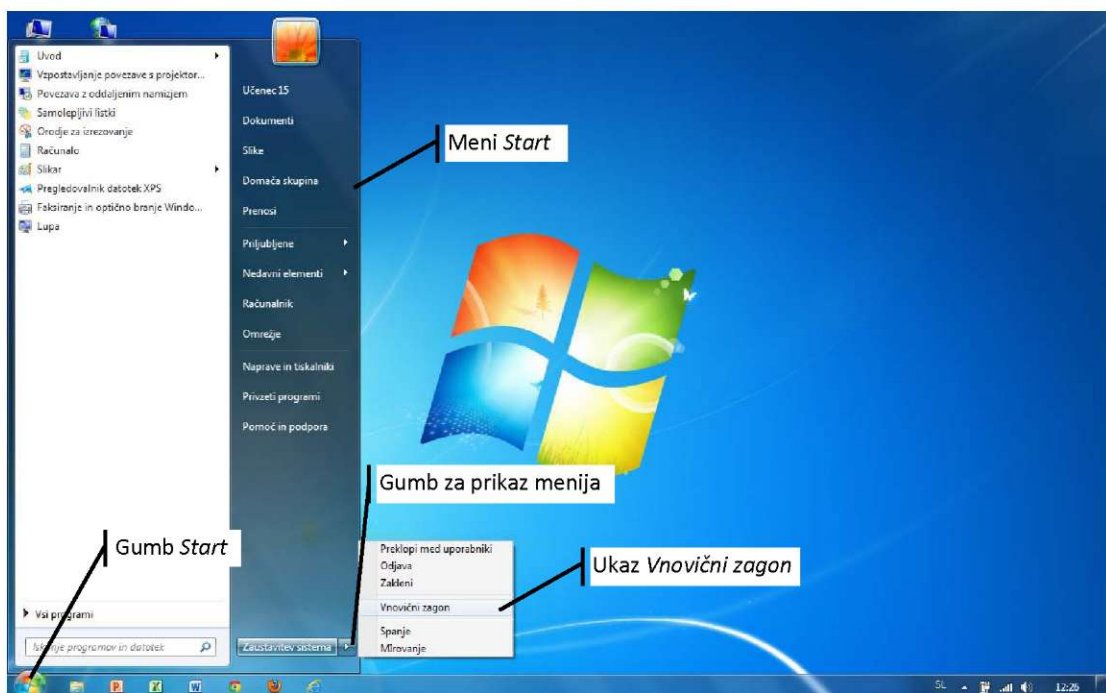 Uvod
Vzpostavljanje povezave s projektor...
Povezava z oddaljenim namizjem
Samolepljivi listki
Orodje za izrezovanje
Računalo
Slikar
Pregledovalnik datotek XPS
Faksiranje in optično branje Windo...
Lupa
Vsi programi
Iskanje programov in datotek
Učenec 15
Dokumenti
Slike
Domača skupina
Prenosi
Priljubljene
Nedavni elementi
Računalnik
Omrežje
Naprave in tiskalniki
Privzeti programi
Pomoč in podpora
Zaustavitev sistema
Meni Start
Gumb za prikaz menija
Gumb Start
Preklopi med uporabniki
Odjava
Zakleni
Vnovični zagon
Spanje
Mirovanje
Ukaz Vnovični zagon
SL
12:26